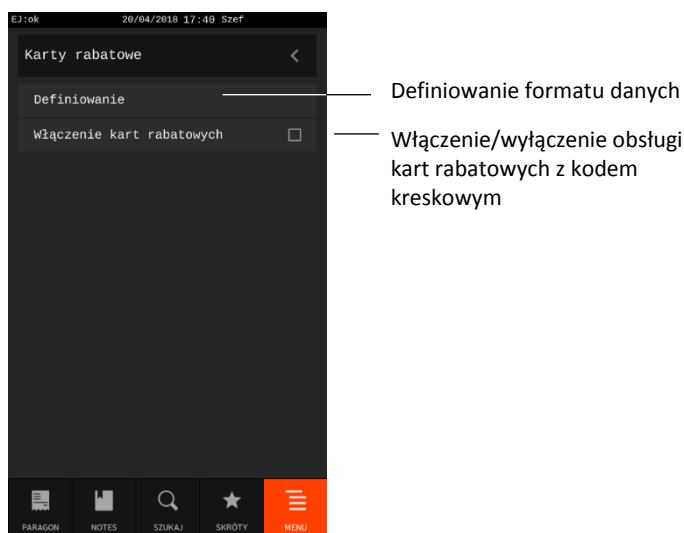 EJ:ok 20/04/2018 17:40 Szef
Karty rabatowe
Definiowanie
Włączenie kart rabatowych
Definiowanie formatu danych
Włączenie/wyłączenie obsługi
kart rabatowych z kodem
kreskowym
PARAGON NOTES SZUKAJ SKRÓTY MENU